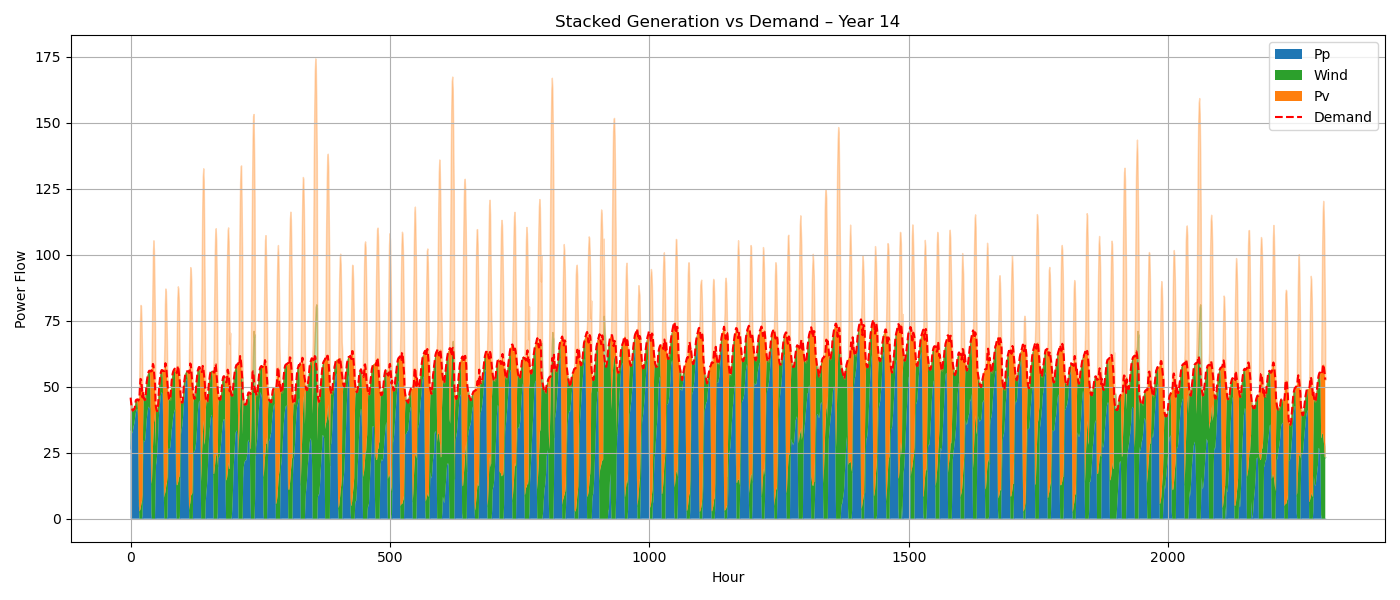 Stacked Generation vs Demand – Year 14
Power Flow
175
150
125
100
75
50
25
0
0 500 1000 1500 2000
Hour
Pp
Wind
Pv
Demand